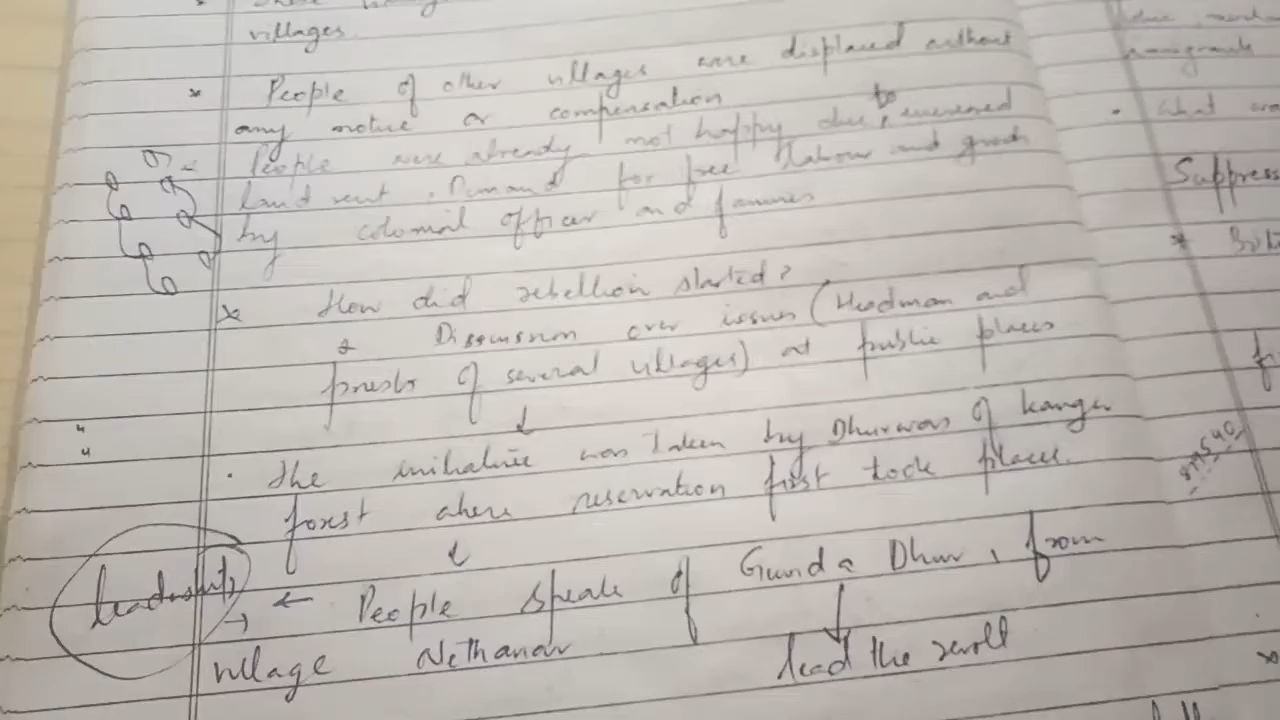 villages
* People of other villages were displaced without
any notice or compensation
People were already not happy due to increased
land rent. Demand for free labour and goods
by colonial officer and famines
* How did rebellion started?
Discussion over issues (Headman and
priests of several villages) at public places
↓
. The initiative was taken by Dhurwas of Kanger
forest where reservation first took place.
↓
leadership
← People speak of Gunda Dhur, from
→
village Nethanar
↓
lead the revolt
. What
Suppress
*